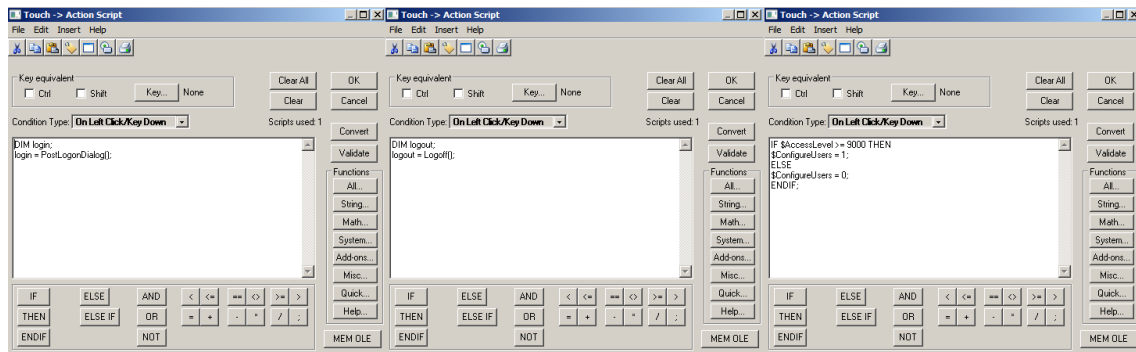 Touch -> Action Script
File Edit Insert Help
Key equivalent
Ctrl Shift Key... None
Clear All
Clear
OK
Cancel
Condition Type: On Left Click/Key Down
Scripts used: 1
Convert
Validate
DIM login;
login = PostLogonDialog();
Functions
All...
String...
Math...
System...
Add-ons...
Misc...
Quick...
Help...
IF ELSE AND < <= == <> >= >
THEN ELSE IF OR = + - * / ;
ENDIF NOT
MEM OLE
Touch -> Action Script
File Edit Insert Help
Key equivalent
Ctrl Shift Key... None
Clear All
Clear
OK
Cancel
Condition Type: On Left Click/Key Down
Scripts used: 1
Convert
Validate
DIM logout;
logout = Logoff();
Functions
All...
String...
Math...
System...
Add-ons...
Misc...
Quick...
Help...
IF ELSE AND < <= == <> >= >
THEN ELSE IF OR = + - * / ;
ENDIF NOT
MEM OLE
Touch -> Action Script
File Edit Insert Help
Key equivalent
Ctrl Shift Key... None
Clear All
Clear
OK
Cancel
Condition Type: On Left Click/Key Down
Scripts used: 1
Convert
Validate
IF $AccessLevel >= 9000 THEN
$ConfigureUsers = 1;
ELSE
$ConfigureUsers = 0;
ENDIF;
Functions
All...
String...
Math...
System...
Add-ons...
Misc...
Quick...
Help...
IF ELSE AND < <= == <> >= >
THEN ELSE IF OR = + - * / ;
ENDIF NOT
MEM OLE